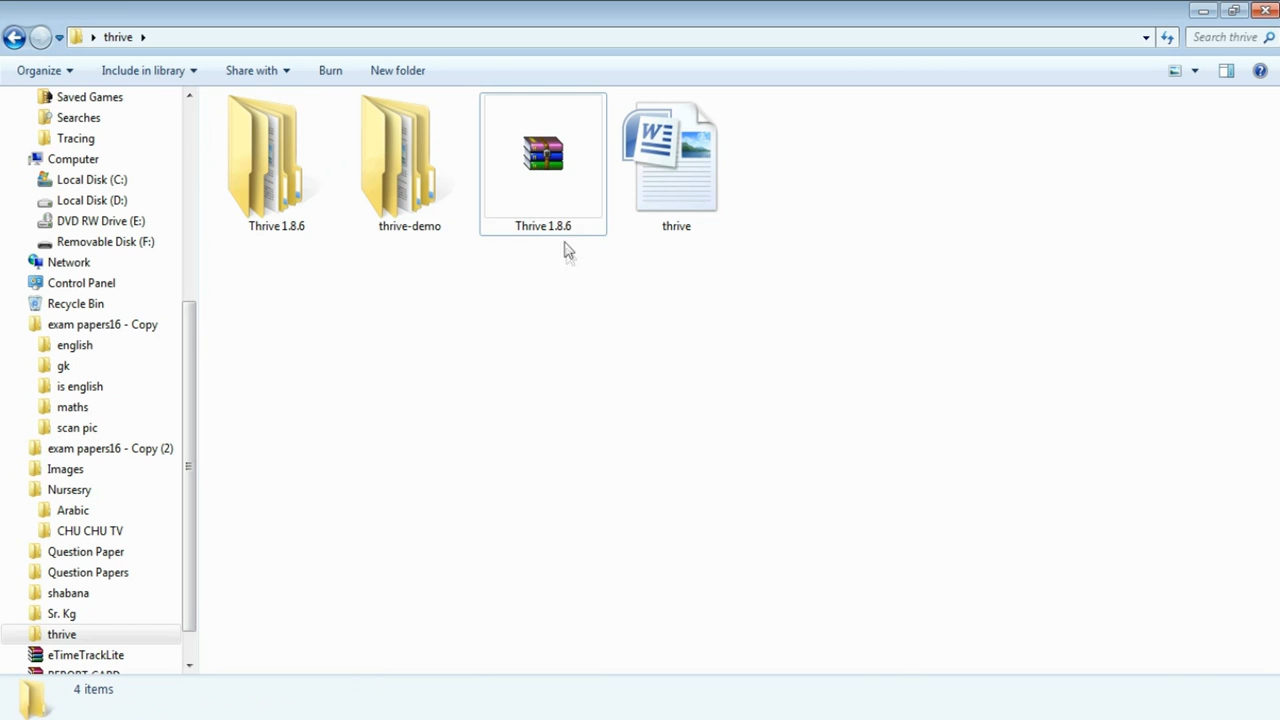 thrive
Search thrive
Organize
Include in library
Share with
Burn
New folder
Saved Games
Searches
Tracing
Computer
Local Disk (C:)
Local Disk (D:)
DVD RW Drive (E:)
Removable Disk (F:)
Network
Control Panel
Recycle Bin
exam papers16 - Copy
english
gk
is english
maths
scan pic
exam papers16 - Copy (2)
Images
Nursesry
Arabic
CHU CHU TV
Question Paper
Question Papers
shabana
Sr. Kg
thrive
eTimeTrackLite
REPORT CARD
Thrive 1.8.6
thrive-demo
Thrive 1.8.6
W
thrive
4 items